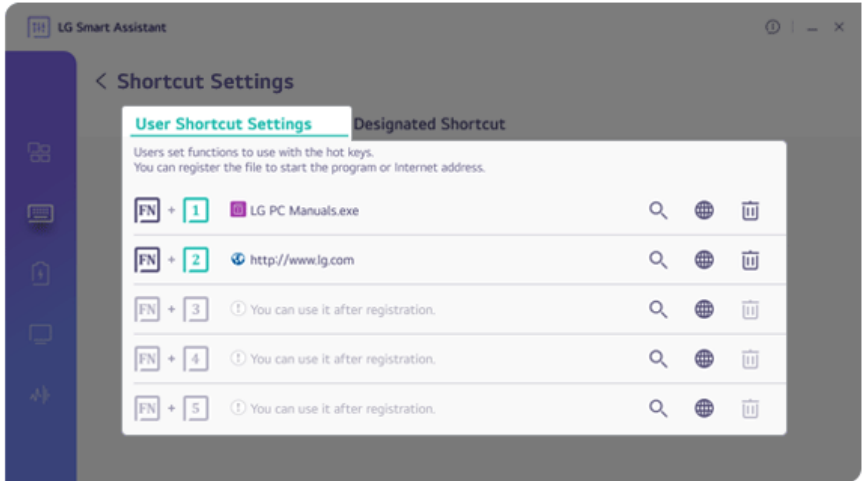 LG Smart Assistant
Shortcut Settings
User Shortcut Settings
Designated Shortcut
Users set functions to use with the hot keys.
You can register the file to start the program or Internet address.
FN + 1 LG PC Manuals.exe
FN + 2 http://www.lg.com
FN + 3 You can use it after registration.
FN + 4 You can use it after registration.
FN + 5 You can use it after registration.